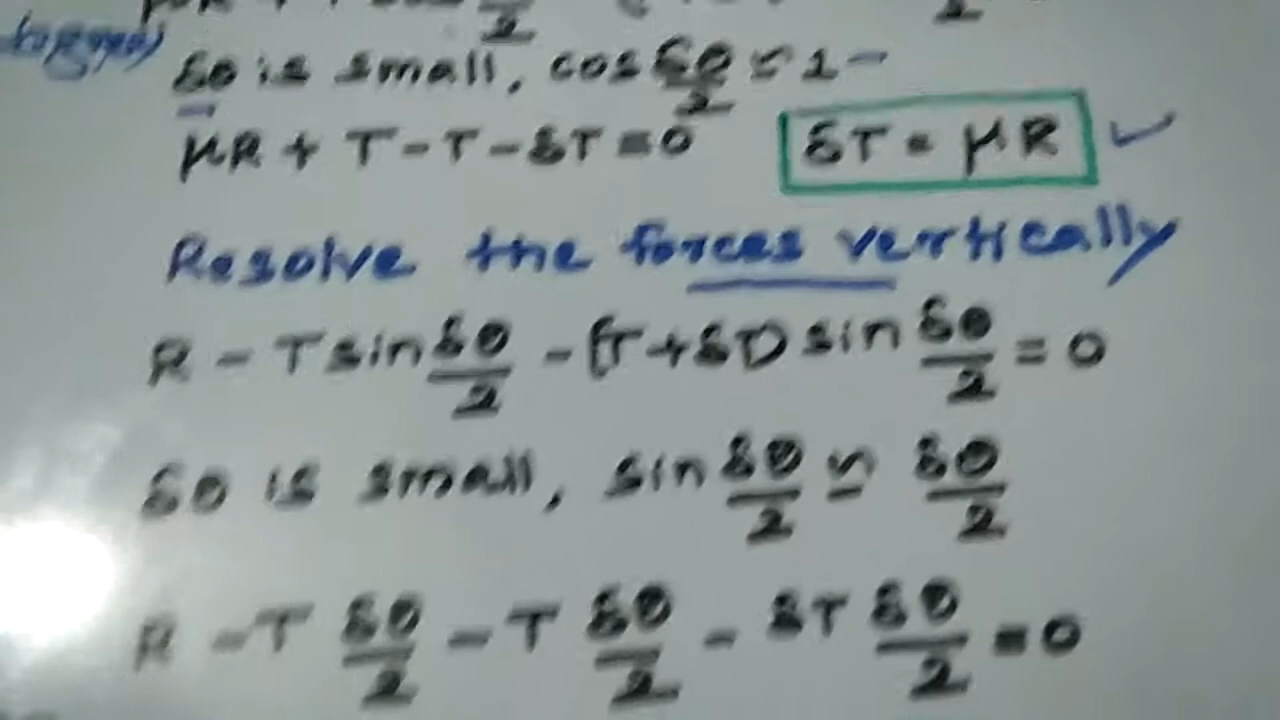 δθ is small, cos δθ/2 ≃ 1
μR + T - T - δT = 0 δT = μR ✓
Resolve the forces vertically
R - T sin δθ/2 - (T + δT) sin δθ/2 = 0
δθ is small, sin δθ/2 ≃ δθ/2
R - T δθ/2 - T δθ/2 - δT δθ/2 = 0